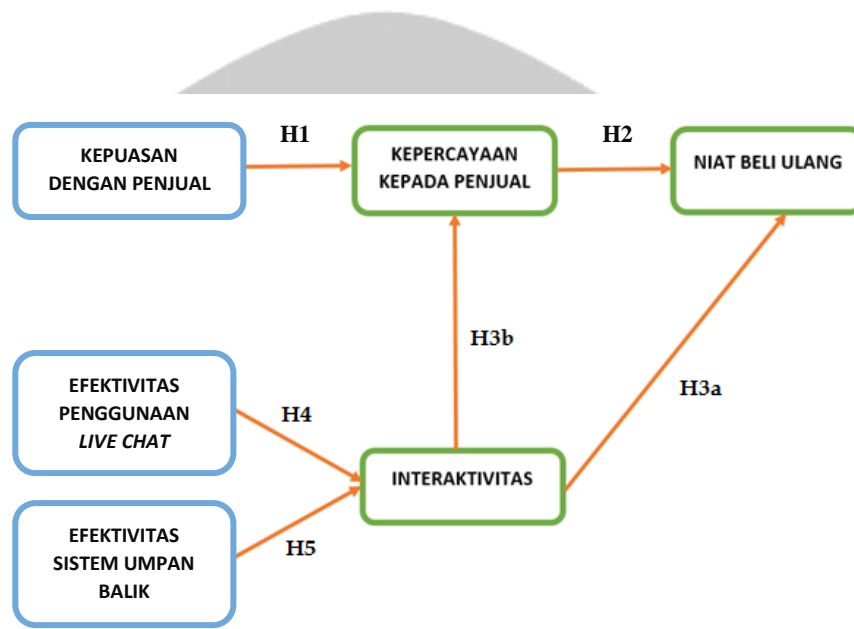 H1
H2
KEPUASAN
DENGAN PENJUAL
KEPERCAYAAN
KEPADA PENJUAL
NIAT BELI ULANG
H3b
H3a
EFEKTIVITAS
PENGGUNAAN
LIVE CHAT
H4
INTERAKTIVITAS
EFEKTIVITAS
SISTEM UMPAN
BALIK
H5